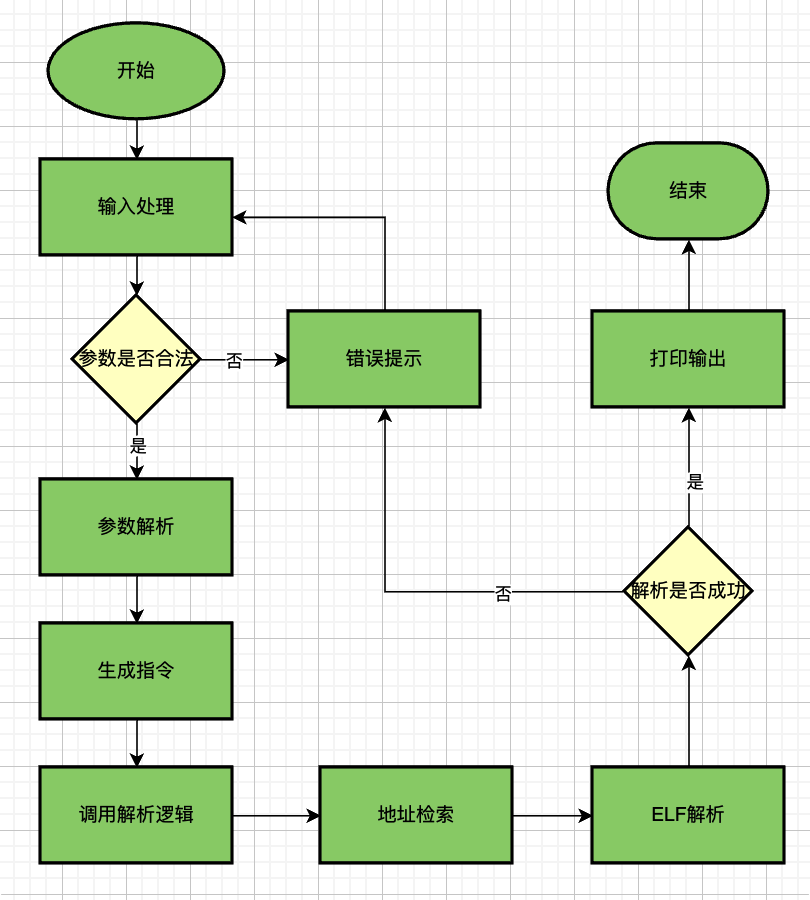 开始
输入处理
参数是否合法
否
错误提示
是
参数解析
生成指令
调用解析逻辑
地址检索
ELF解析
解析是否成功
否
是
打印输出
结束